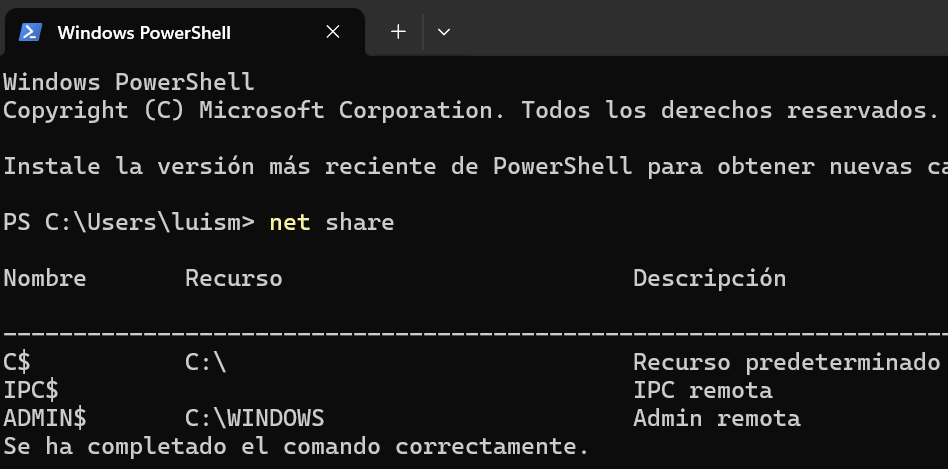 Windows PowerShell
Windows PowerShell
Copyright (C) Microsoft Corporation. Todos los derechos reservados.
Instale la versión más reciente de PowerShell para obtener nuevas
PS C:\Users\luism> net share
Nombre Recurso Descripción
-------------------------------------------------------------------
C$ C:\ Recurso predeterminado
IPC$ IPC remota
ADMIN$ C:\WINDOWS Admin remota
Se ha completado el comando correctamente.